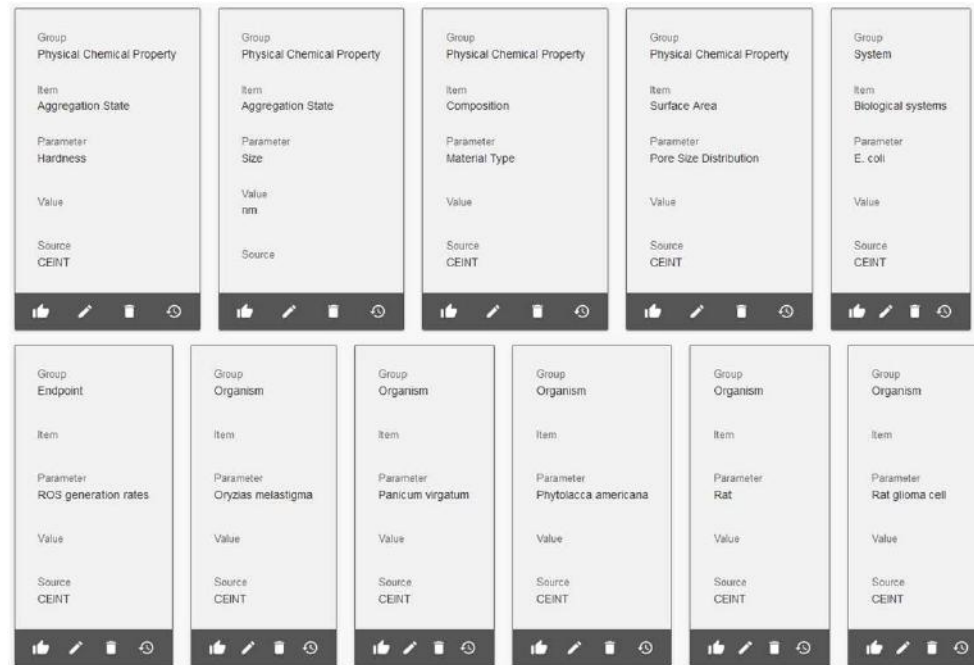 Group
Physical Chemical Property
Item
Aggregation State
Parameter
Hardness
Value
Source
CEINT
Group
Physical Chemical Property
Item
Aggregation State
Parameter
Size
Value
nm
Source
Group
Physical Chemical Property
Item
Composition
Parameter
Material Type
Value
Source
CEINT
Group
Physical Chemical Property
Item
Surface Area
Parameter
Pore Size Distribution
Value
Source
CEINT
Group
System
Item
Biological systems
Parameter
E. coli
Value
Source
CEINT
Group
Endpoint
Item
Parameter
ROS generation rates
Value
Source
CEINT
Group
Organism
Item
Parameter
Oryzias melastigma
Value
Source
CEINT
Group
Organism
Item
Parameter
Panicum virgatum
Value
Source
CEINT
Group
Organism
Item
Parameter
Phytolacca americana
Value
Source
CEINT
Group
Organism
Item
Parameter
Rat
Value
Source
CEINT
Group
Organism
Item
Parameter
Rat glioma cell
Value
Source
CEINT